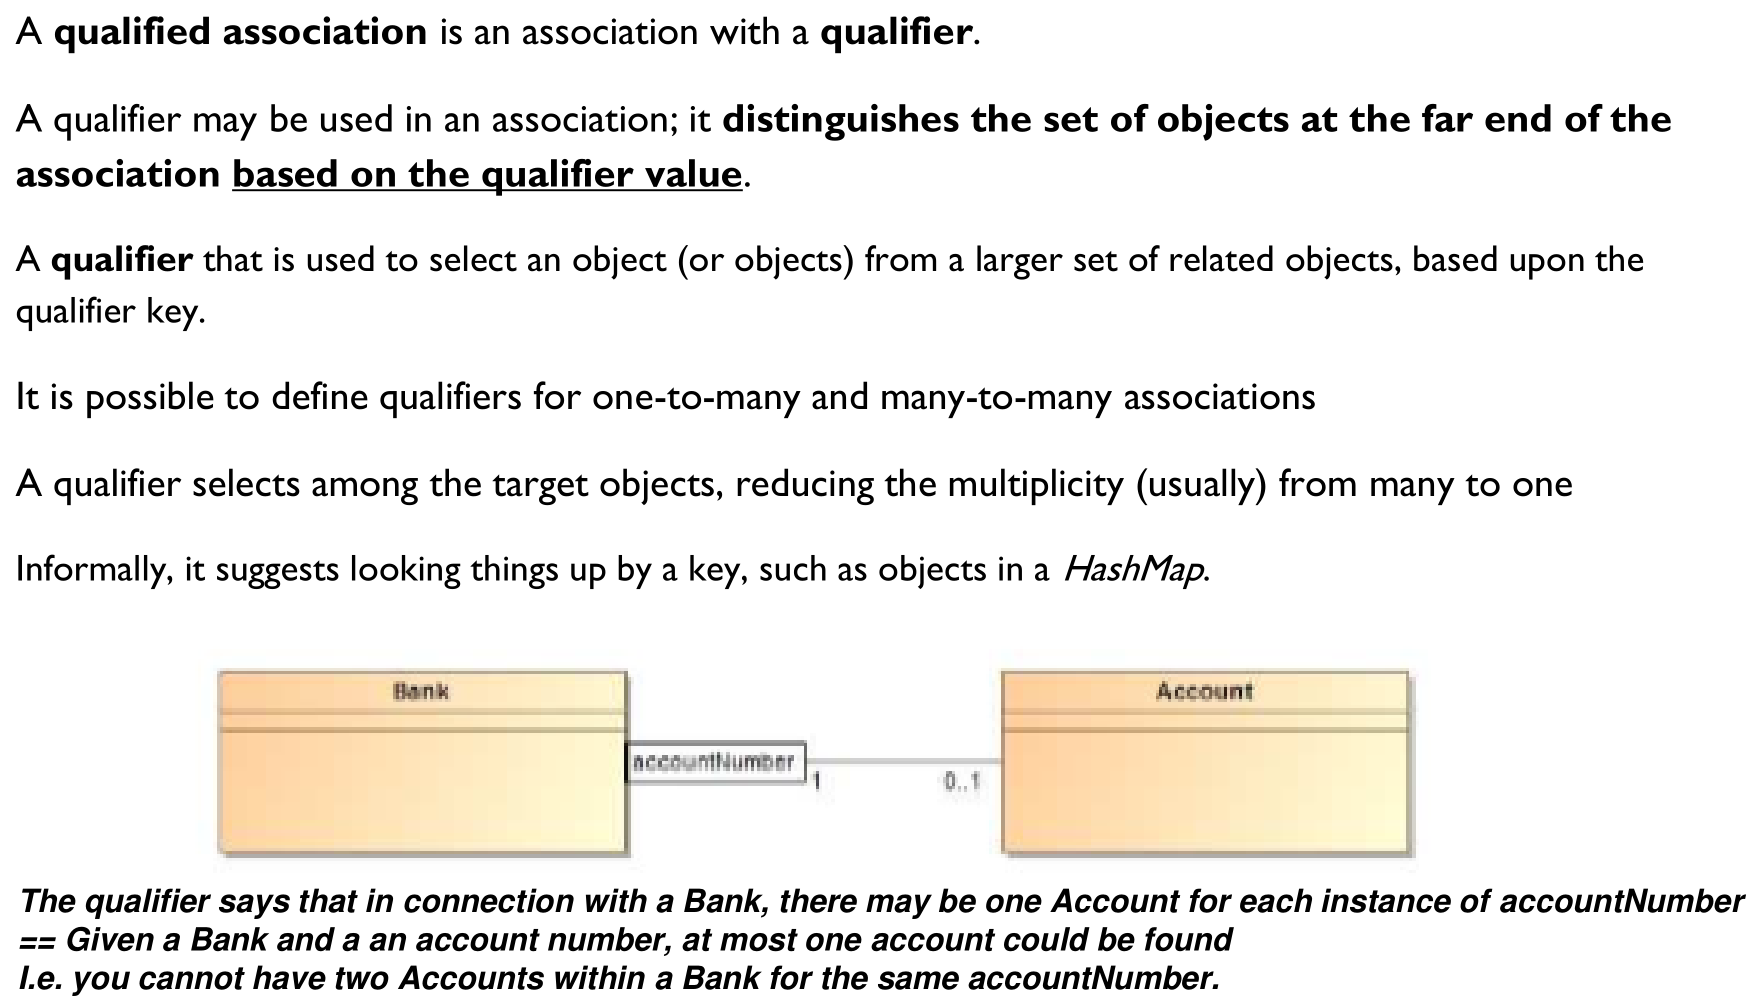 A qualified association is an association with a qualifier.
A qualifier may be used in an association; it distinguishes the set of objects at the far end of the
association based on the qualifier value.
A qualifier that is used to select an object (or objects) from a larger set of related objects, based upon the
qualifier key.
It is possible to define qualifiers for one-to-many and many-to-many associations
A qualifier selects among the target objects, reducing the multiplicity (usually) from many to one
Informally, it suggests looking things up by a key, such as objects in a HashMap.
Bank
Account
accountNumber
1
0..1
The qualifier says that in connection with a Bank, there may be one Account for each instance of accountNumber
== Given a Bank and a an account number, at most one account could be found
I.e. you cannot have two Accounts within a Bank for the same accountNumber.